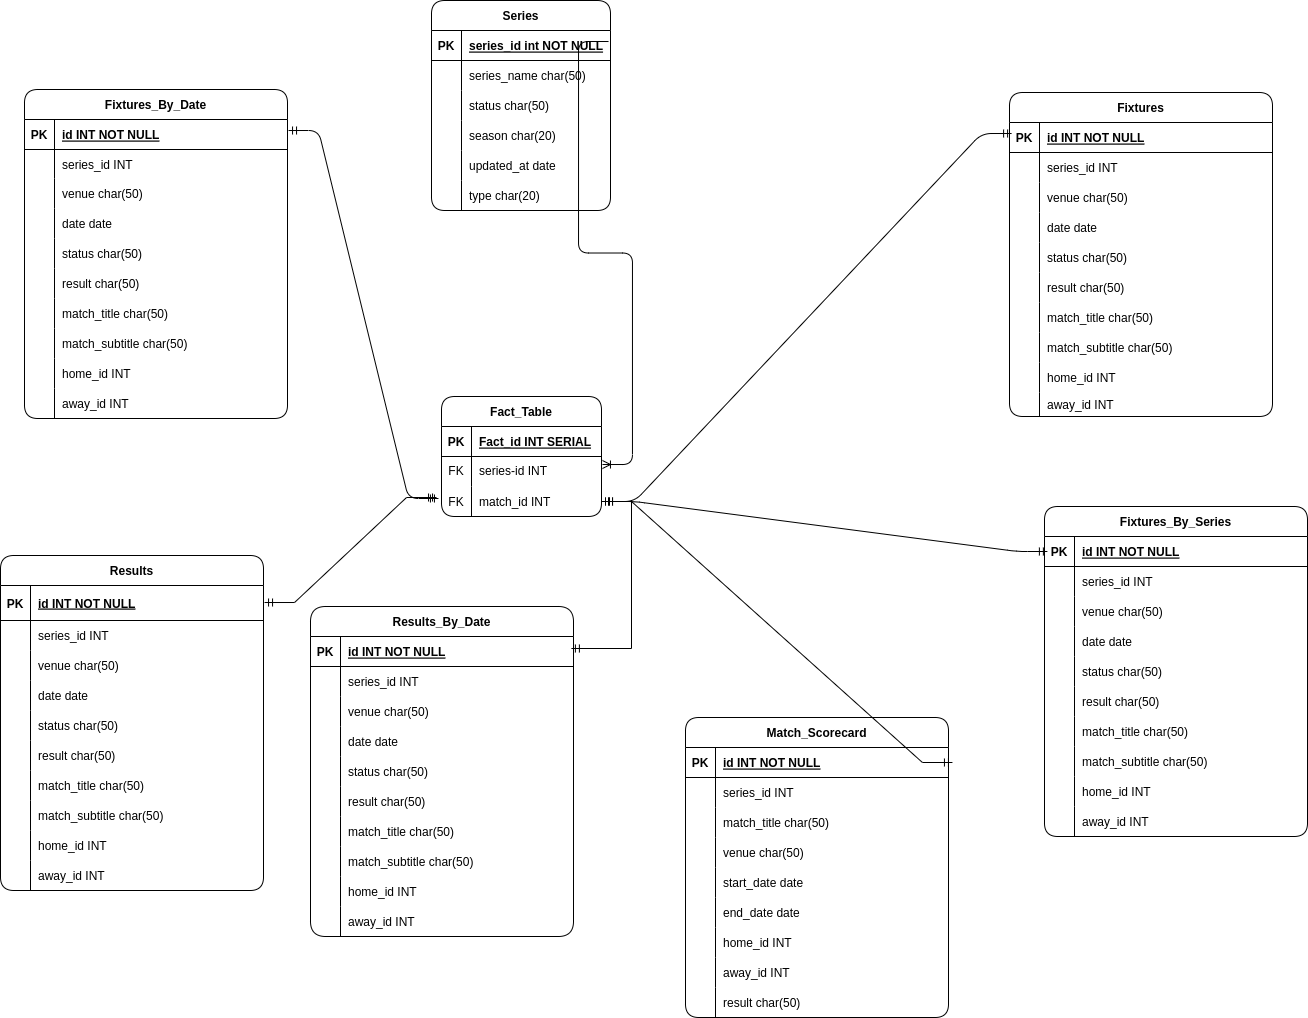 Series
PK series_id int NOT NULL
series_name char(50)
status char(50)
season char(20)
updated_at date
type char(20)
Fixtures_By_Date
PK id INT NOT NULL
series_id INT
venue char(50)
date date
status char(50)
result char(50)
match_title char(50)
match_subtitle char(50)
home_id INT
away_id INT
Fixtures
PK id INT NOT NULL
series_id INT
venue char(50)
date date
status char(50)
result char(50)
match_title char(50)
match_subtitle char(50)
home_id INT
away_id INT
Fact_Table
PK Fact_id INT SERIAL
FK series-id INT
FK match_id INT
Fixtures_By_Series
PK id INT NOT NULL
series_id INT
venue char(50)
date date
status char(50)
result char(50)
match_title char(50)
match_subtitle char(50)
home_id INT
away_id INT
Results
PK id INT NOT NULL
series_id INT
venue char(50)
date date
status char(50)
result char(50)
match_title char(50)
match_subtitle char(50)
home_id INT
away_id INT
Results_By_Date
PK id INT NOT NULL
series_id INT
venue char(50)
date date
status char(50)
result char(50)
match_title char(50)
match_subtitle char(50)
home_id INT
away_id INT
Match_Scorecard
PK id INT NOT NULL
series_id INT
match_title char(50)
venue char(50)
start_date date
end_date date
home_id INT
away_id INT
result char(50)